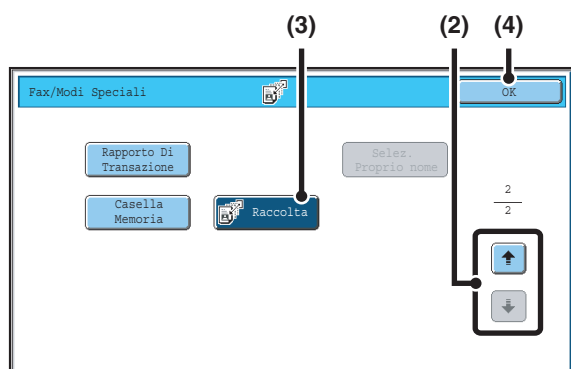 (3) (2) (4)
Fax/Modi Speciali OK
Rapporto Di
Transazione
Selez.
Proprio nome
Casella
Memoria
Raccolta
2
2